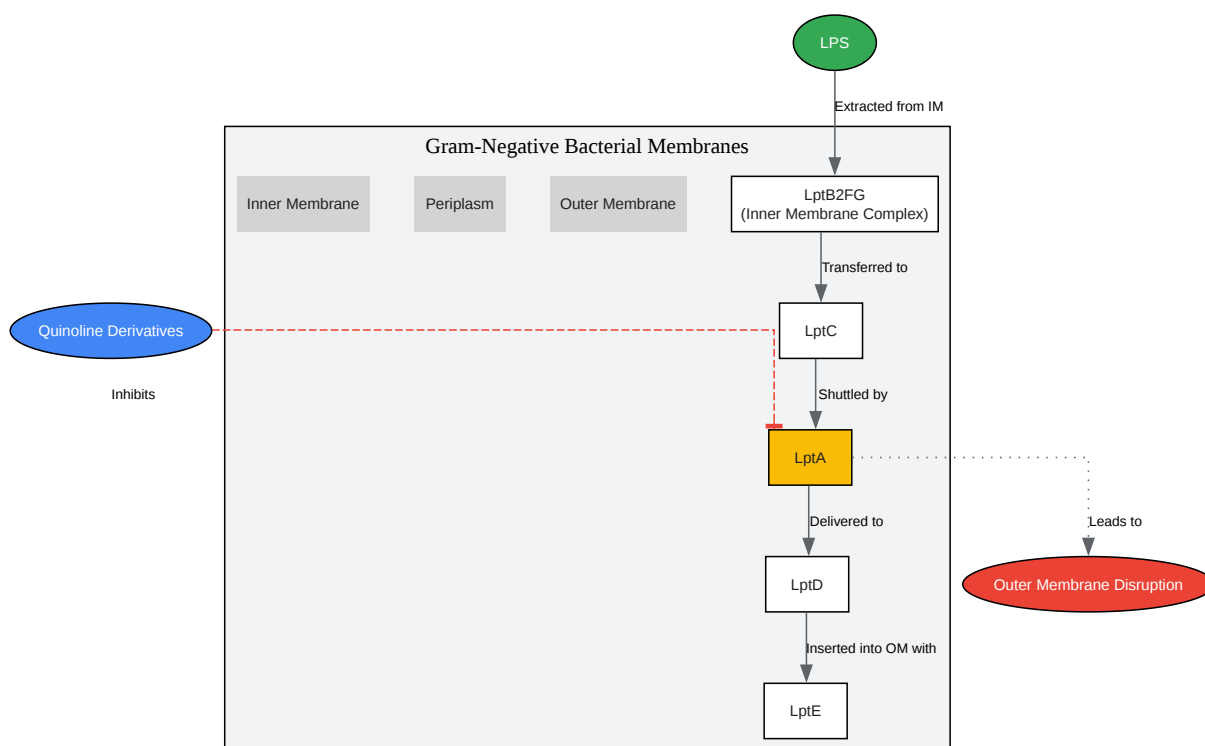 LPS
Extracted from IM
Gram-Negative Bacterial Membranes
Inner Membrane
Periplasm
Outer Membrane
LptB2FG
(Inner Membrane Complex)
Transferred to
Quinoline Derivatives
LptC
Inhibits
Shuttled by
LptA
Delivered to
Leads to
LptD
Outer Membrane Disruption
Inserted into OM with
LptE